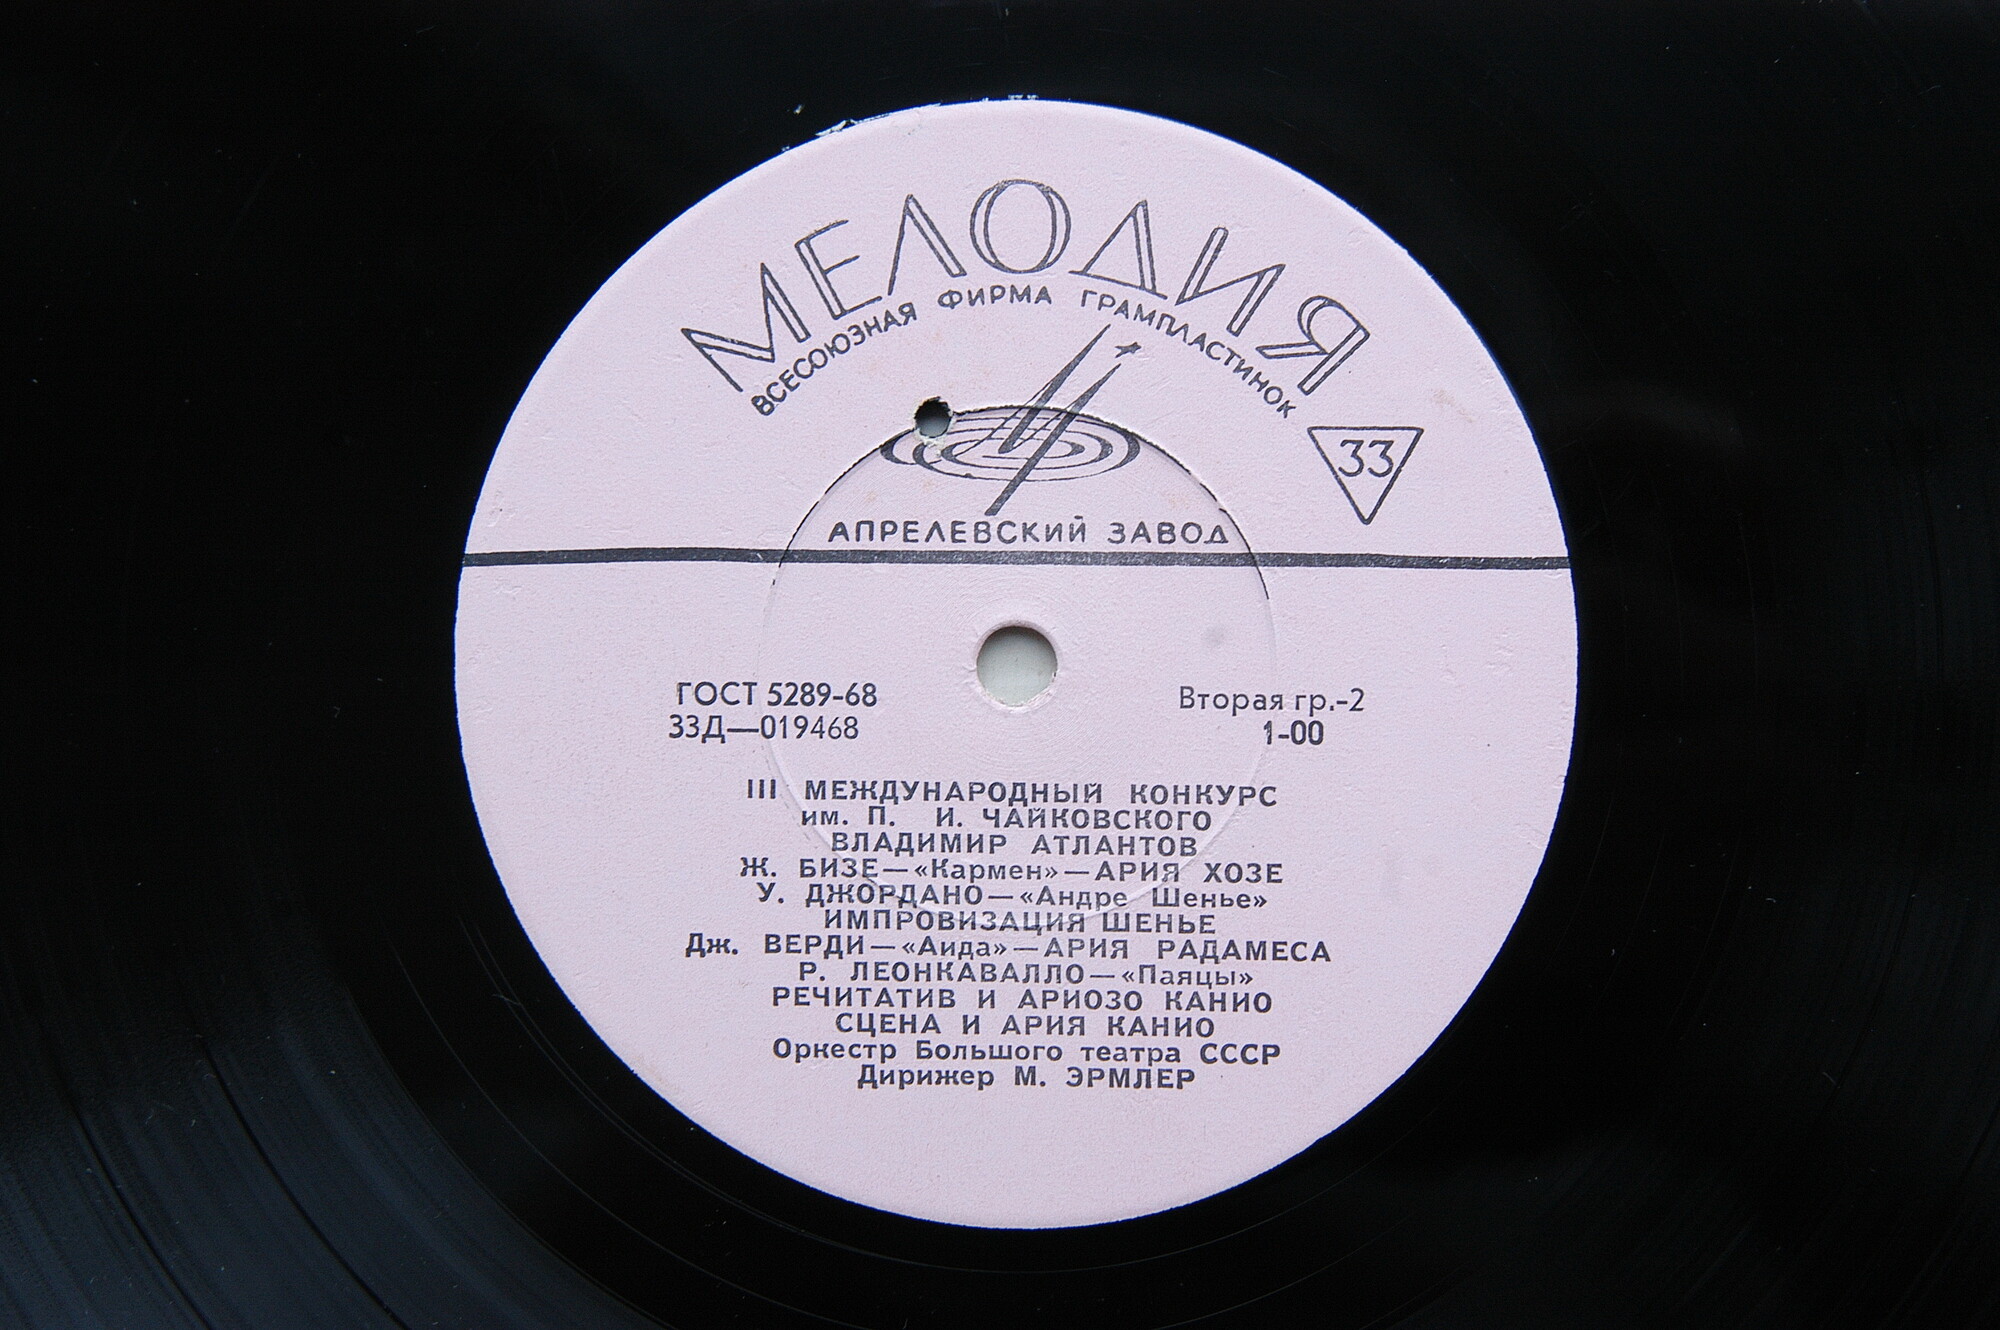 МЕЛОДИЯ
ВСЕСОЮЗНАЯ ФИРМА ГРАМПЛАСТИНОК
33
АПРЕЛЕВСКИЙ ЗАВОД
ГОСТ 5289-68
33Д—019468
Вторая гр.-2
1-00
III МЕЖДУНАРОДНЫЙ КОНКУРС
им. П. И. ЧАЙКОВСКОГО
ВЛАДИМИР АТЛАНТОВ
Ж. БИЗЕ—«Кармен»—АРИЯ ХОЗЕ
У. ДЖОРДАНО—«Андре Шенье»
ИМПРОВИЗАЦИЯ ШЕНЬЕ
Дж. ВЕРДИ—«Аида»—АРИЯ РАДАМЕСА
Р. ЛЕОНКАВАЛЛО—«Паяцы»
РЕЧИТАТИВ И АРИОЗО КАНИО
СЦЕНА И АРИЯ КАНИО
Оркестр Большого театра СССР
Дирижер М. ЭРМЛЕР